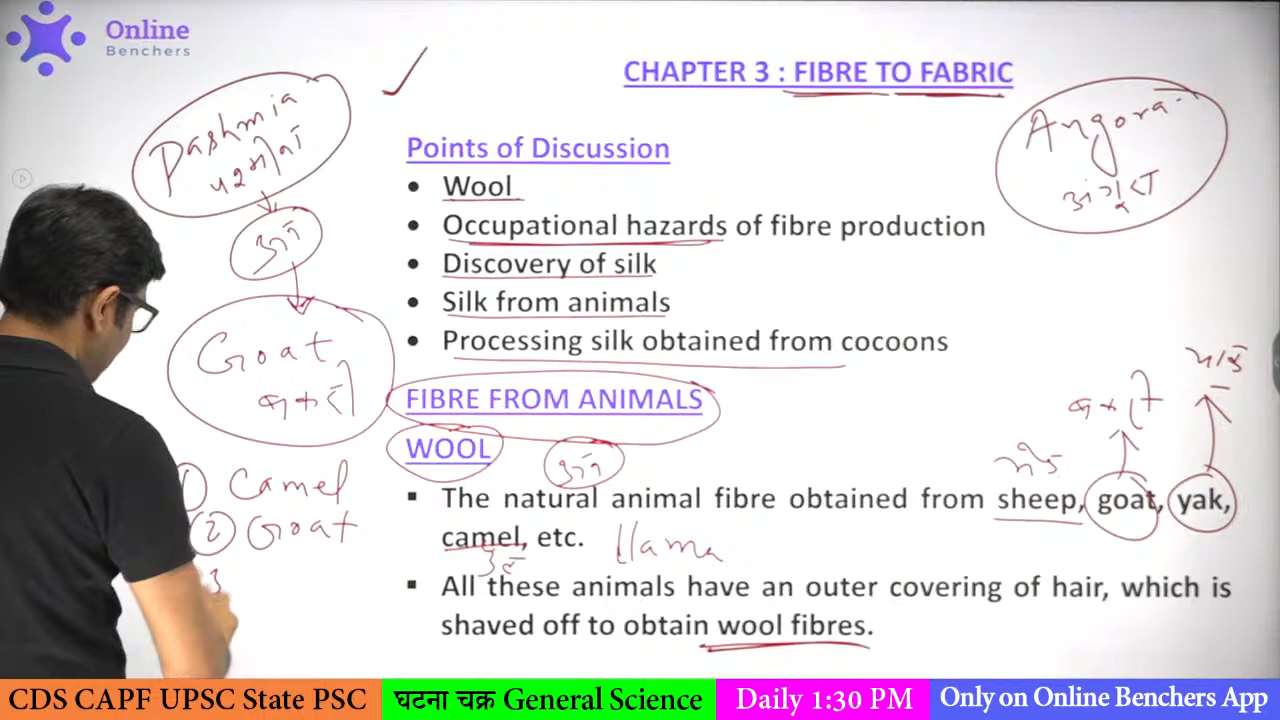 Online
Benchers
CHAPTER 3 : FIBRE TO FABRIC
Pashmia
Angora
Points of Discussion
• Wool
• Occupational hazards of fibre production
• Discovery of silk
• Silk from animals
• Processing silk obtained from cocoons
Goat
बकरी
FIBRE FROM ANIMALS
WOOL
ऊन
▪ The natural animal fibre obtained from sheep, goat, yak,
camel, etc. llama
▪ All these animals have an outer covering of hair, which is
shaved off to obtain wool fibres.
1) Camel
2) Goat
3
CDS CAPF UPSC State PSC
घटना चक्र General Science
Daily 1:30 PM
Only on Online Benchers App